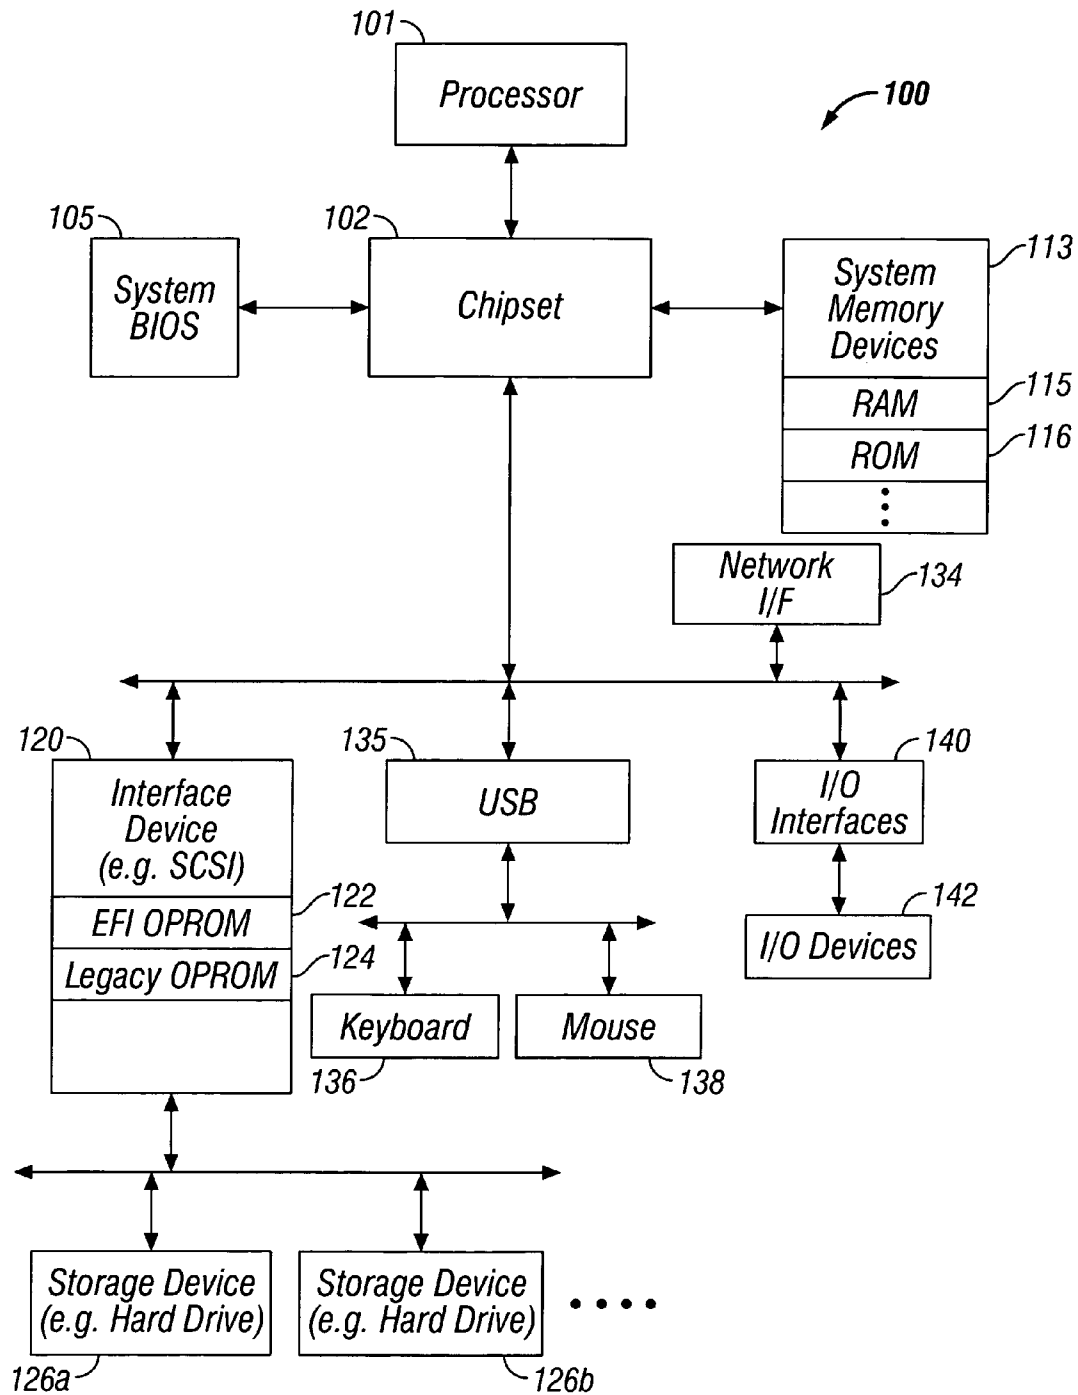 101
Processor
100
105
System
BIOS
102
Chipset
113
System
Memory
Devices
RAM
115
ROM
116
Network
I/F
134
120
Interface
Device
(e.g. SCSI)
EFI OPROM
122
Legacy OPROM
124
135
USB
140
I/O
Interfaces
142
I/O Devices
Keyboard
136
Mouse
138
Storage Device
(e.g. Hard Drive)
126a
Storage Device
(e.g. Hard Drive)
126b